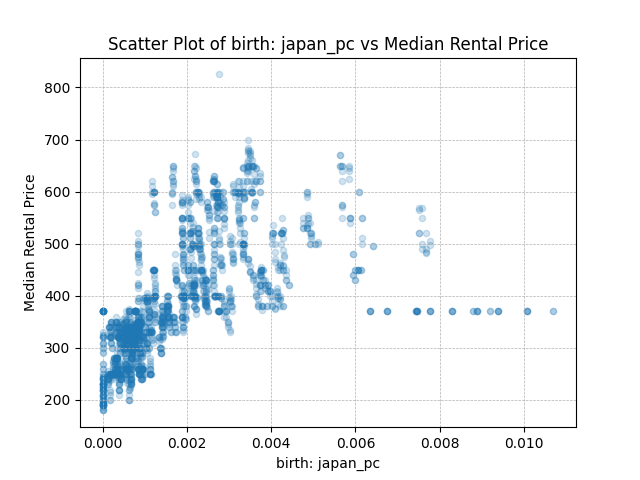 Scatter Plot of birth: japan_pc vs Median Rental Price
800
700
600
500
400
300
200
Median Rental Price
0.000 0.002 0.004 0.006 0.008 0.010
birth: japan_pc